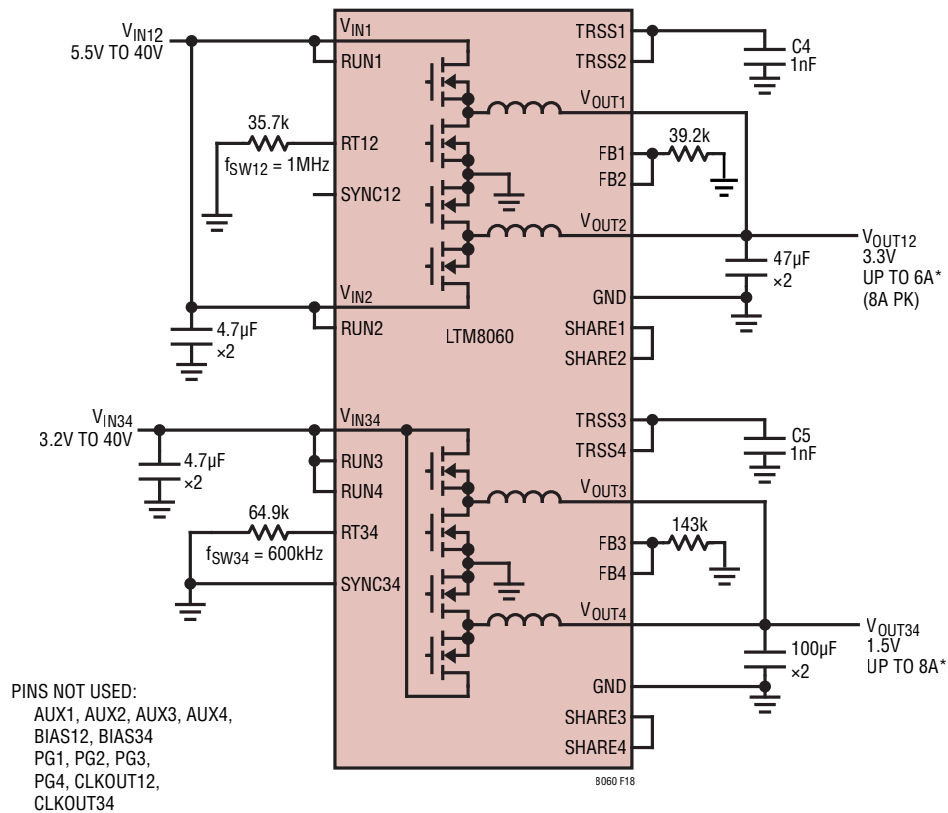 VIN12
5.5V TO 40V
VIN1
RUN1
35.7k
RT12
fSW12 = 1MHz
SYNC12
VIN2
RUN2
4.7µF
×2
VIN34
3.2V TO 40V
VIN34
RUN3
RUN4
4.7µF
×2
64.9k
RT34
fSW34 = 600kHz
SYNC34
LTM8060
TRSS1
TRSS2
C4
1nF
VOUT1
39.2k
FB1
FB2
VOUT2
VOUT12
3.3V
UP TO 6A*
(8A PK)
47µF
×2
GND
SHARE1
SHARE2
TRSS3
TRSS4
C5
1nF
VOUT3
143k
FB3
FB4
VOUT4
VOUT34
1.5V
UP TO 8A*
100µF
×2
GND
SHARE3
SHARE4
PINS NOT USED:
AUX1, AUX2, AUX3, AUX4,
BIAS12, BIAS34
PG1, PG2, PG3,
PG4, CLKOUT12,
CLKOUT34
8060 F18